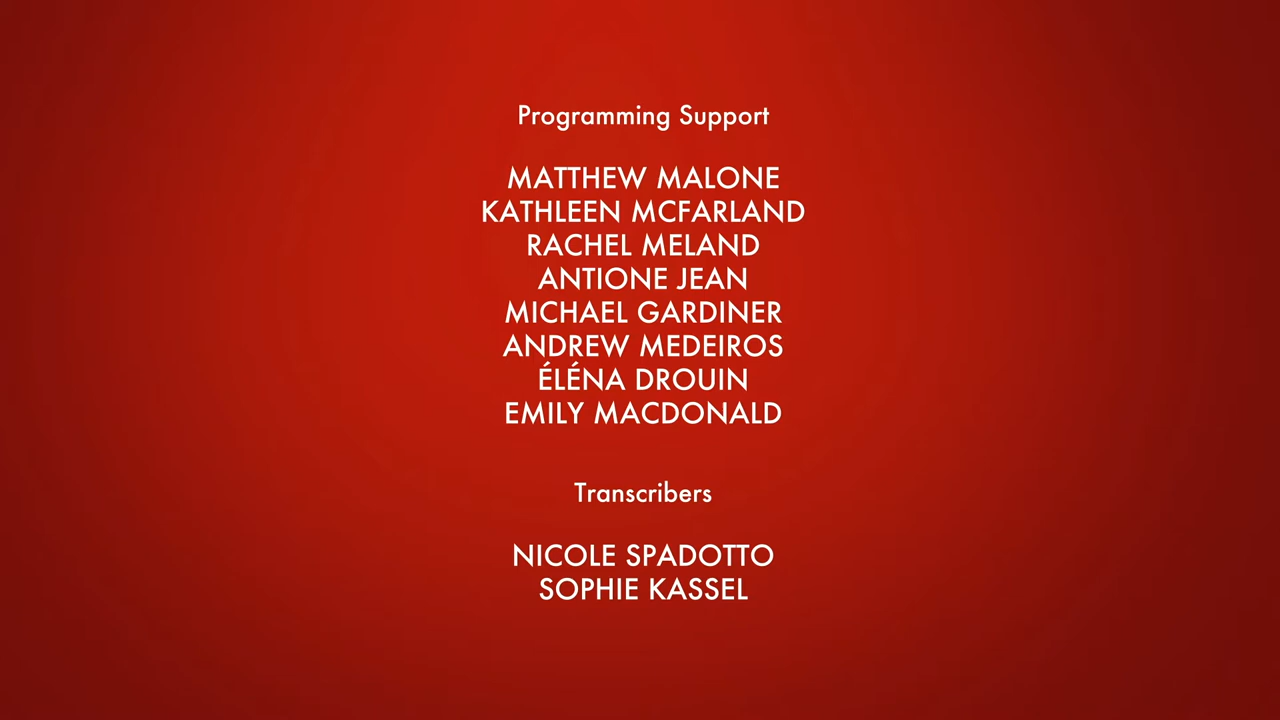 Programming Support
MATTHEW MALONE
KATHLEEN MCFARLAND
RACHEL MELAND
ANTIONE JEAN
MICHAEL GARDINER
ANDREW MEDEIROS
ÉLÉNA DROUIN
EMILY MACDONALD
Transcribers
NICOLE SPADOTTO
SOPHIE KASSEL